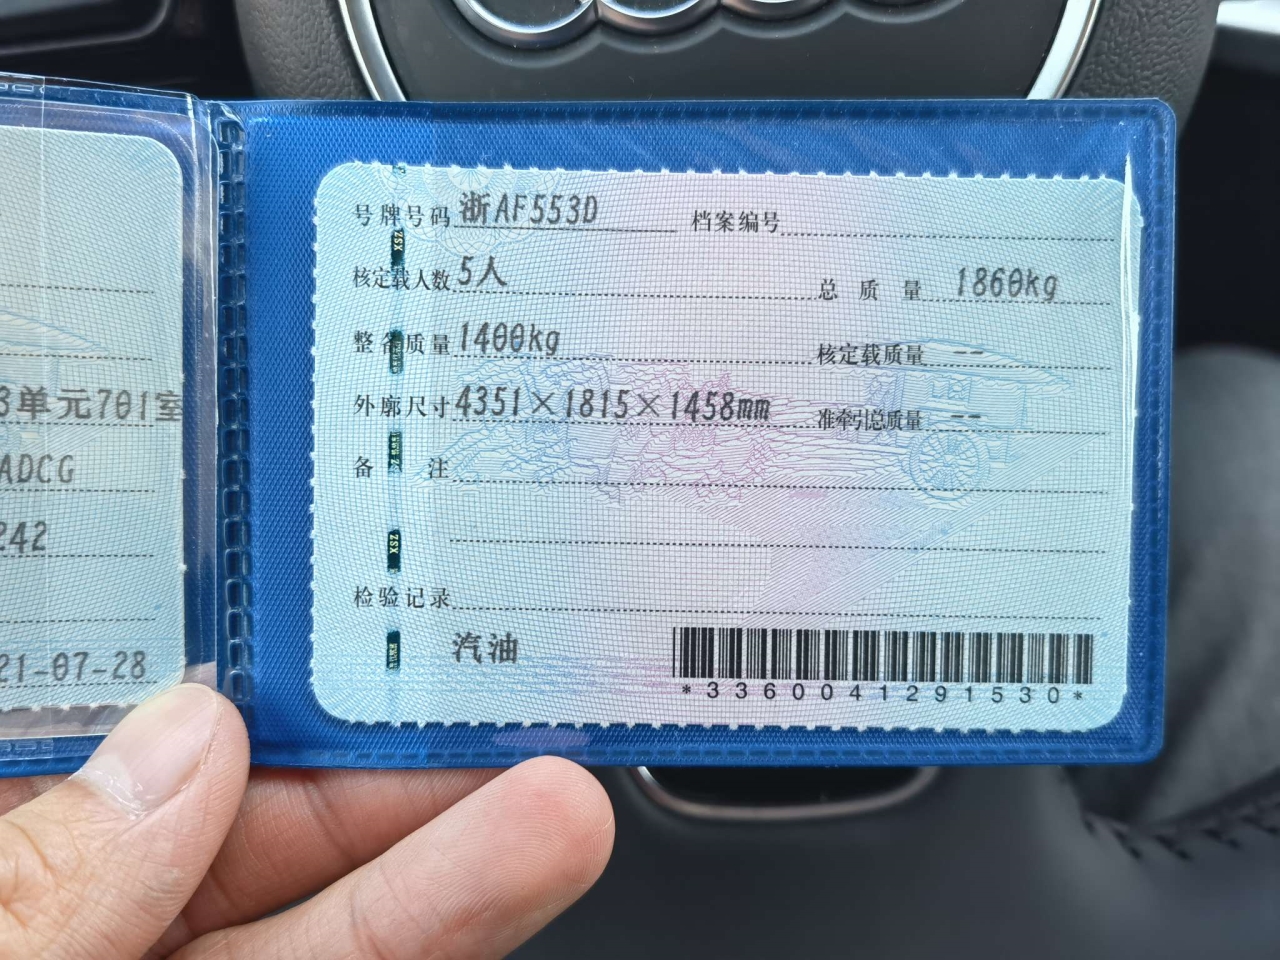 3单元701室
ADCG
242
21-07-28
号牌号码 浙AF553D 档案编号
核定载人数 5人 总质量 1860kg
整备质量 1400kg 核定载质量 --
外廓尺寸 4351×1815×1458mm 准牵引总质量 --
备注
检验记录
汽油
*3360041291530*
XSZ
XSZ